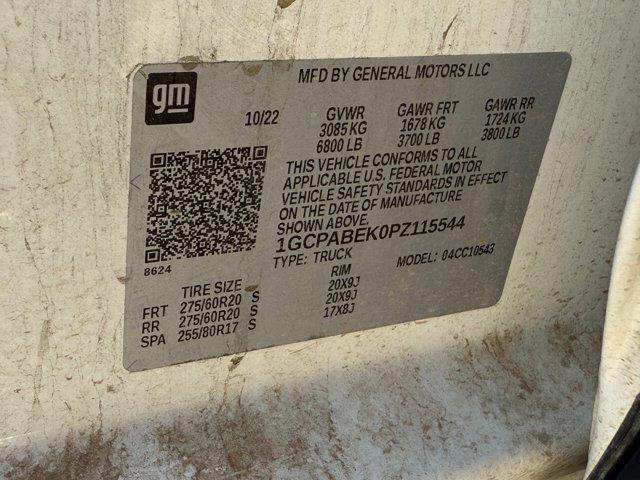 gm
MFD BY GENERAL MOTORS LLC
10/22
GVWR GAWR FRT GAWR RR
3085 KG 1678 KG 1724 KG
6800 LB 3700 LB 3800 LB
THIS VEHICLE CONFORMS TO ALL
APPLICABLE U.S. FEDERAL MOTOR
VEHICLE SAFETY STANDARDS IN EFFECT
ON THE DATE OF MANUFACTURE
SHOWN ABOVE.
1GCPABEK0PZ115544
8624
TYPE: TRUCK MODEL: 04CC10543
TIRE SIZE RIM
FRT 275/60R20 S 20X9J
RR 275/60R20 S 20X9J
SPA 255/80R17 S 17X8J